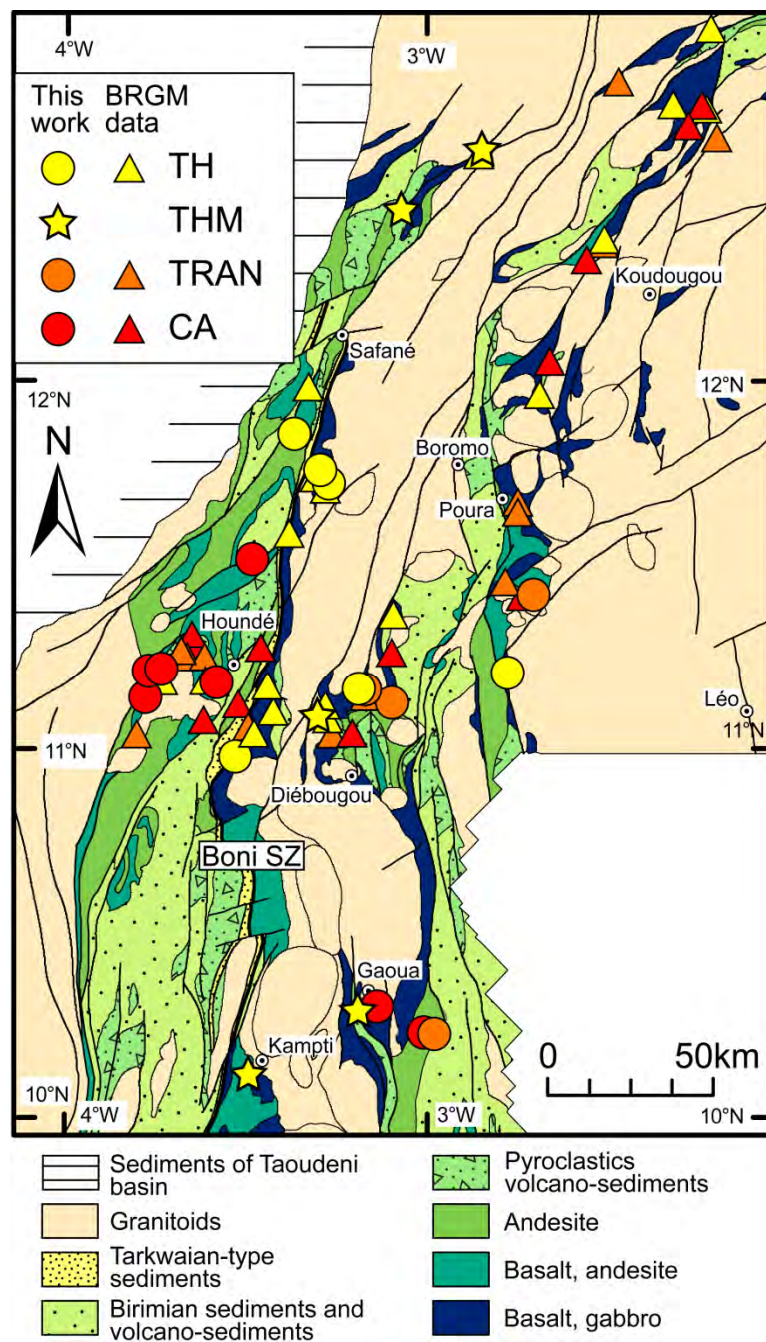 4°W
3°W
This work
BRGM data
TH
THM
TRAN
CA
Koudougou
Safané
12°N
12°N
N
Boromo
Poura
Houndé
Léo
11°N
11°N
Diébougou
Boni SZ
Gaoua
0
50km
Kampti
10°N
4°W
3°W
10°N
Sediments of Taoudeni
basin
Granitoids
Tarkwaian-type
sediments
Birimian sediments and
volcano-sediments
Pyroclastics
volcano-sediments
Andesite
Basalt, andesite
Basalt, gabbro